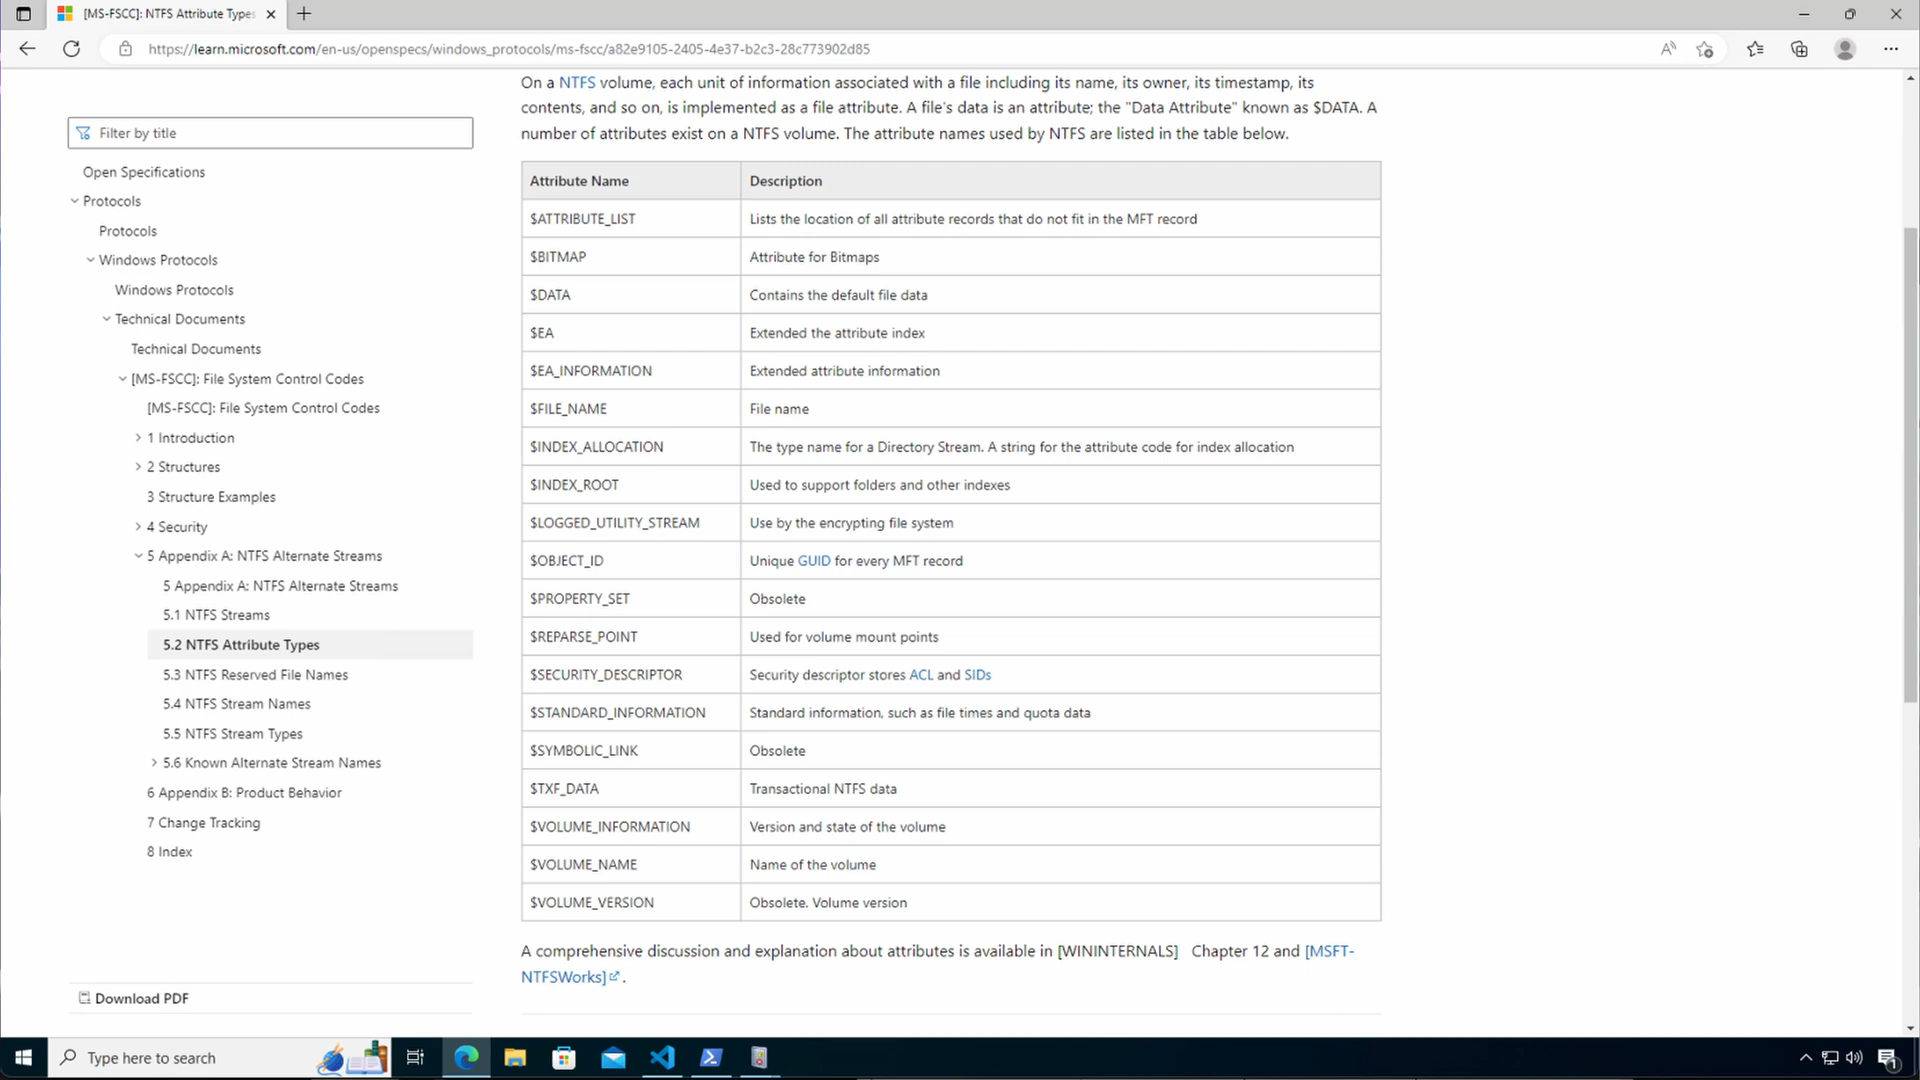 [MS-FSCC]: NTFS Attribute Types
https://learn.microsoft.com/en-us/openspecs/windows_protocols/ms-fscc/a82e9105-2405-4e37-b2c3-28c773902d85
Filter by title
Open Specifications
Protocols
Protocols
Windows Protocols
Windows Protocols
Technical Documents
Technical Documents
[MS-FSCC]: File System Control Codes
[MS-FSCC]: File System Control Codes
1 Introduction
2 Structures
3 Structure Examples
4 Security
5 Appendix A: NTFS Alternate Streams
5 Appendix A: NTFS Alternate Streams
5.1 NTFS Streams
5.2 NTFS Attribute Types
5.3 NTFS Reserved File Names
5.4 NTFS Stream Names
5.5 NTFS Stream Types
5.6 Known Alternate Stream Names
6 Appendix B: Product Behavior
7 Change Tracking
8 Index
Download PDF
On a NTFS volume, each unit of information associated with a file including its name, its owner, its timestamp, its
contents, and so on, is implemented as a file attribute. A file's data is an attribute; the "Data Attribute" known as $DATA. A
number of attributes exist on a NTFS volume. The attribute names used by NTFS are listed in the table below.
Attribute Name Description
$ATTRIBUTE_LIST Lists the location of all attribute records that do not fit in the MFT record
$BITMAP Attribute for Bitmaps
$DATA Contains the default file data
$EA Extended the attribute index
$EA_INFORMATION Extended attribute information
$FILE_NAME File name
$INDEX_ALLOCATION The type name for a Directory Stream. A string for the attribute code for index allocation
$INDEX_ROOT Used to support folders and other indexes
$LOGGED_UTILITY_STREAM Use by the encrypting file system
$OBJECT_ID Unique GUID for every MFT record
$PROPERTY_SET Obsolete
$REPARSE_POINT Used for volume mount points
$SECURITY_DESCRIPTOR Security descriptor stores ACL and SIDs
$STANDARD_INFORMATION Standard information, such as file times and quota data
$SYMBOLIC_LINK Obsolete
$TXF_DATA Transactional NTFS data
$VOLUME_INFORMATION Version and state of the volume
$VOLUME_NAME Name of the volume
$VOLUME_VERSION Obsolete. Volume version
A comprehensive discussion and explanation about attributes is available in [WININTERNALS] Chapter 12 and [MSFT-
NTFSWorks] .
Type here to search
1